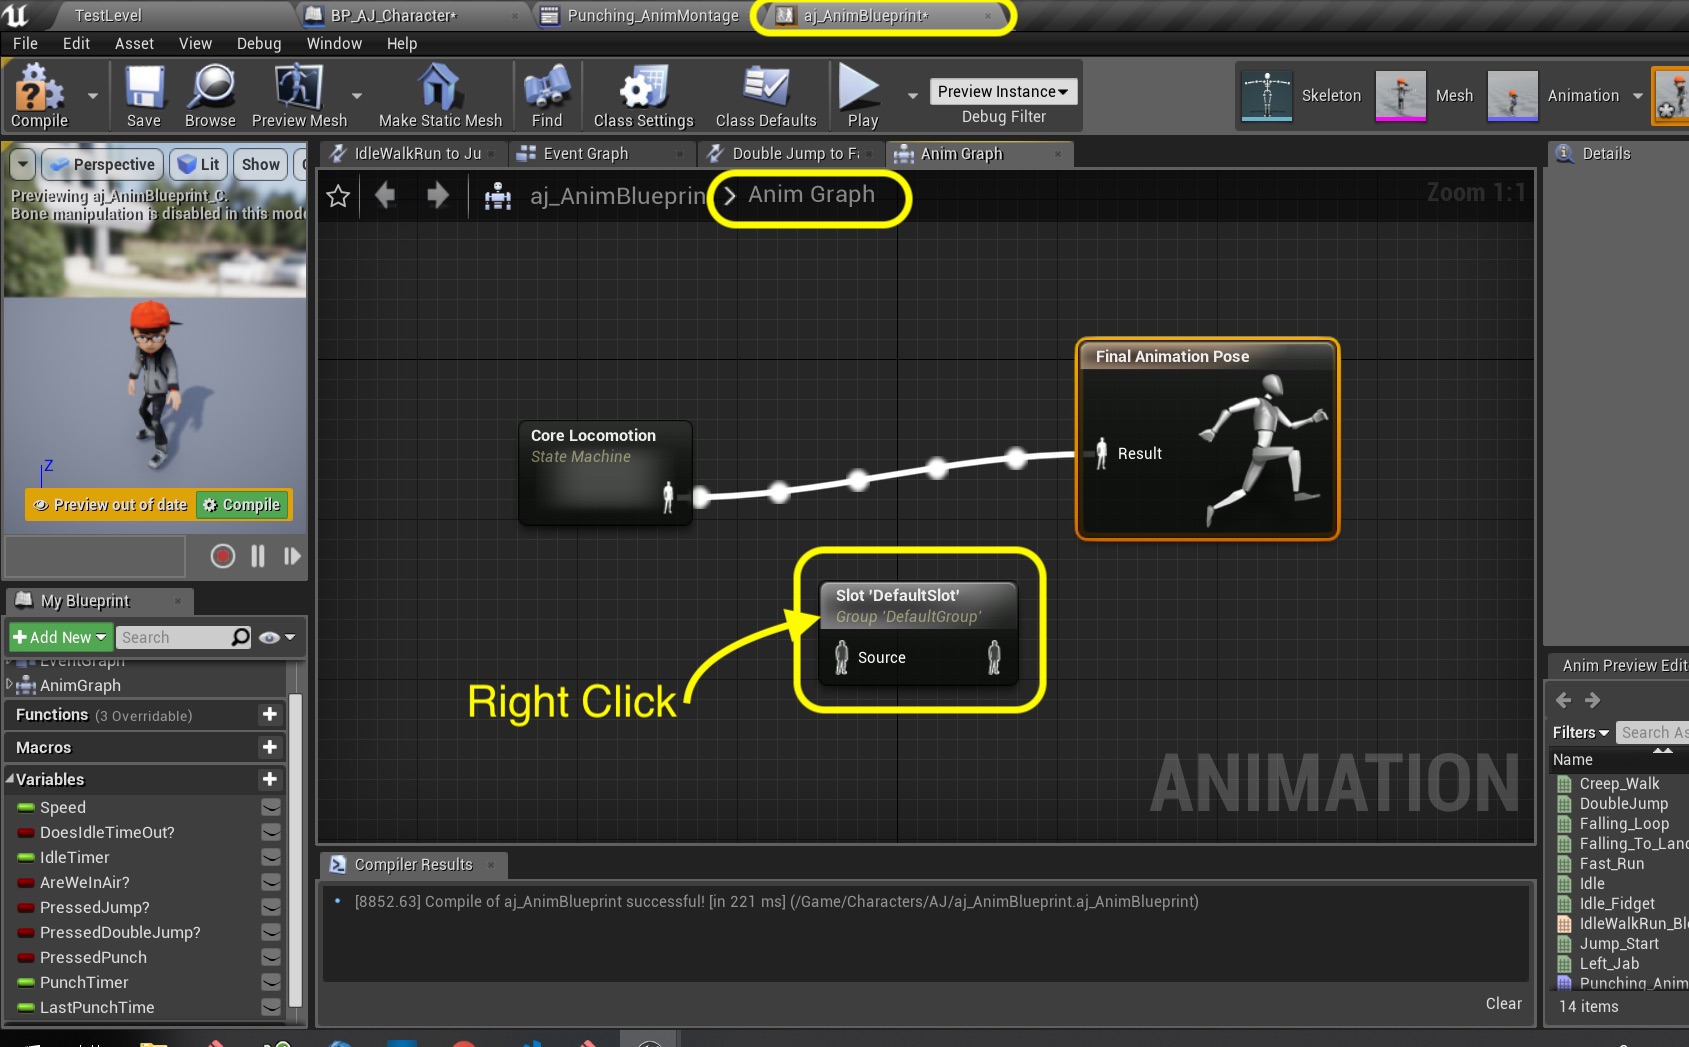 TestLevel
BP_AJ_Character*
Punching_AnimMontage
aj_AnimBlueprint*
File Edit Asset View Debug Window Help
Compile
Save
Browse
Preview Mesh
Make Static Mesh
Find
Class Settings
Class Defaults
Play
Preview Instance
Debug Filter
Skeleton
Mesh
Animation
Perspective
Lit
Show
Previewing aj_AnimBlueprint_C.
Bone manipulation is disabled in this mod
Z
Preview out of date
Compile
IdleWalkRun to Ju
Event Graph
Double Jump to Fa
Anim Graph
aj_AnimBlueprin > Anim Graph
Zoom 1:1
Core Locomotion
State Machine
Final Animation Pose
Result
Slot 'DefaultSlot'
Group 'DefaultGroup'
Source
Right Click
ANIMATION
My Blueprint
Add New
Search
EventGraph
AnimGraph
Functions (3 Overridable)
Macros
Variables
Speed
DoesIdleTimeOut?
IdleTimer
AreWeInAir?
PressedJump?
PressedDoubleJump?
PressedPunch
PunchTimer
LastPunchTime
Compiler Results
[8852.63] Compile of aj_AnimBlueprint successful! [in 221 ms] (/Game/Characters/AJ/aj_AnimBlueprint.aj_AnimBlueprint)
Clear
Details
Anim Preview Edit
Filters
Search As
Name
Creep_Walk
DoubleJump
Falling_Loop
Falling_To_Lan
Fast_Run
Idle
Idle_Fidget
IdleWalkRun_Bl
Jump_Start
Left_Jab
Punching_Anim
14 items